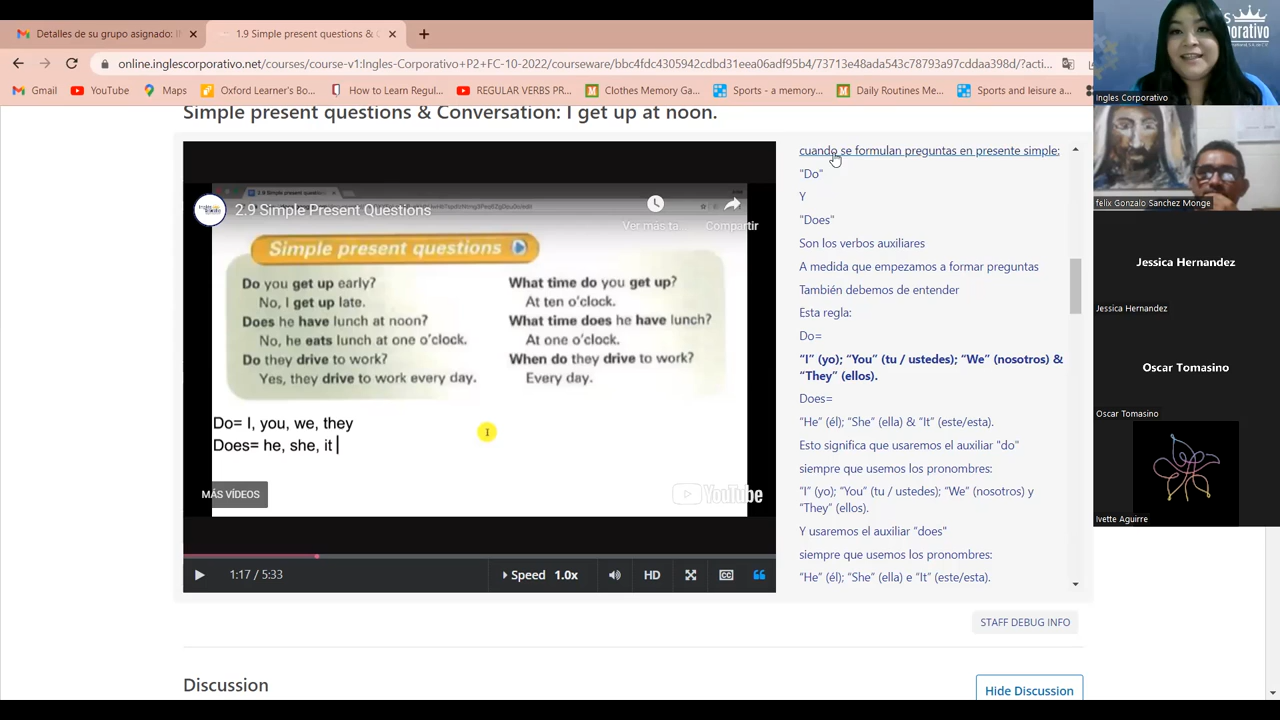 Detalles de su grupo asignado: I
1.9 Simple present questions &
online.inglescorporativo.net/courses/course-v1:Ingles-Corporativo+P2+FC-10-2022/courseware/bbc4fdc4305942cdbd31eea06adf95b4/73713e48ada543c78793a97cddaa398d/?acti...
Gmail
YouTube
Maps
Oxford Learner's Bo...
How to Learn Regul...
REGULAR VERBS PR...
Clothes Memory Ga...
Sports - a memory...
Daily Routines Me...
Sports and leisure a...
Simple present questions & Conversation: I get up at noon.
2.9 Simple Present Questions
Ver más ta
Compartir
Simple present questions
Do you get up early?
No, I get up late.
Does he have lunch at noon?
No, he eats lunch at one o'clock.
Do they drive to work?
Yes, they drive to work every day.
What time do you get up?
At ten o'clock.
What time does he have lunch?
At one o'clock.
When do they drive to work?
Every day.
Do= I, you, we, they
Does= he, she, it
MÁS VÍDEOS
YouTube
1:17 / 5:33
Speed 1.0x
HD
cuando se formulan preguntas en presente simple:
"Do"
Y
"Does"
Son los verbos auxiliares
A medida que empezamos a formar preguntas
También debemos de entender
Esta regla:
Do=
“I” (yo); “You” (tu / ustedes); “We” (nosotros) &
“They” (ellos).
Does=
“He” (él); “She” (ella) & “It” (este/esta).
Esto significa que usaremos el auxiliar "do"
siempre que usemos los pronombres:
“I” (yo); “You” (tu / ustedes); “We” (nosotros) y
“They” (ellos).
Y usaremos el auxiliar "does"
siempre que usemos los pronombres:
“He” (él); “She” (ella) e “It” (este/esta).
STAFF DEBUG INFO
Discussion
Hide Discussion
Ingles Corporativo
felix Gonzalo Sanchez Monge
Jessica Hernandez
Jessica Hernandez
Oscar Tomasino
Oscar Tomasino
Ivette Aguirre